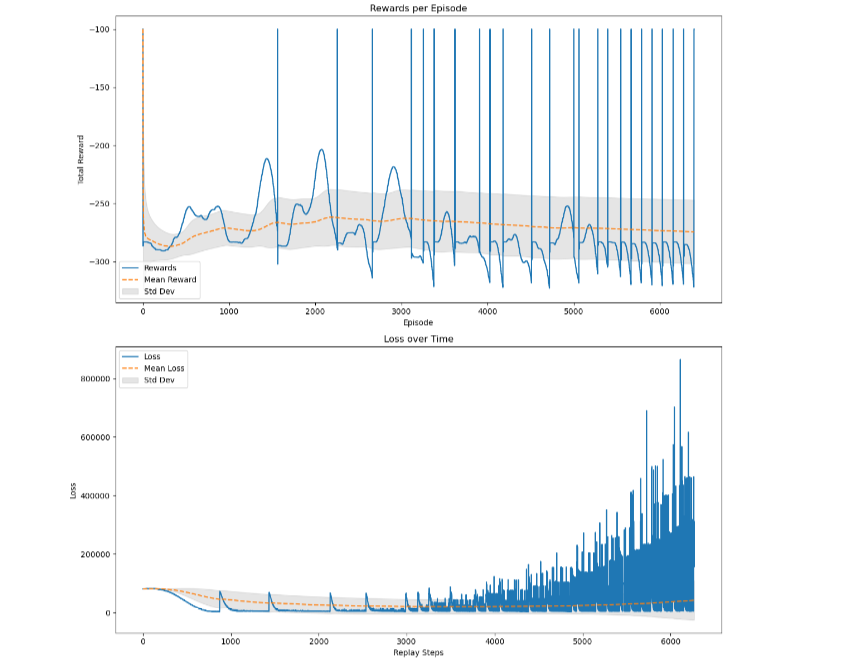 Rewards per Episode
Total Reward
−100
−150
−200
−250
−300
Rewards
Mean Reward
Std Dev
0 1000 2000 3000 4000 5000 6000
Episode
Loss over Time
Loss
800000
600000
400000
200000
0
Loss
Mean Loss
Std Dev
0 1000 2000 3000 4000 5000 6000
Replay Steps